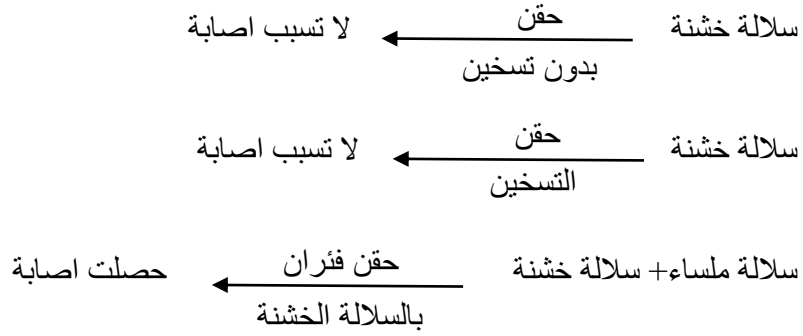 سلالة خشنة حقن لا تسبب اصابة
بدون تسخين
سلالة خشنة حقن لا تسبب اصابة
التسخين
سلالة ملساء+ سلالة خشنة حقن فئران حصلت اصابة
بالسلالة الخشنة